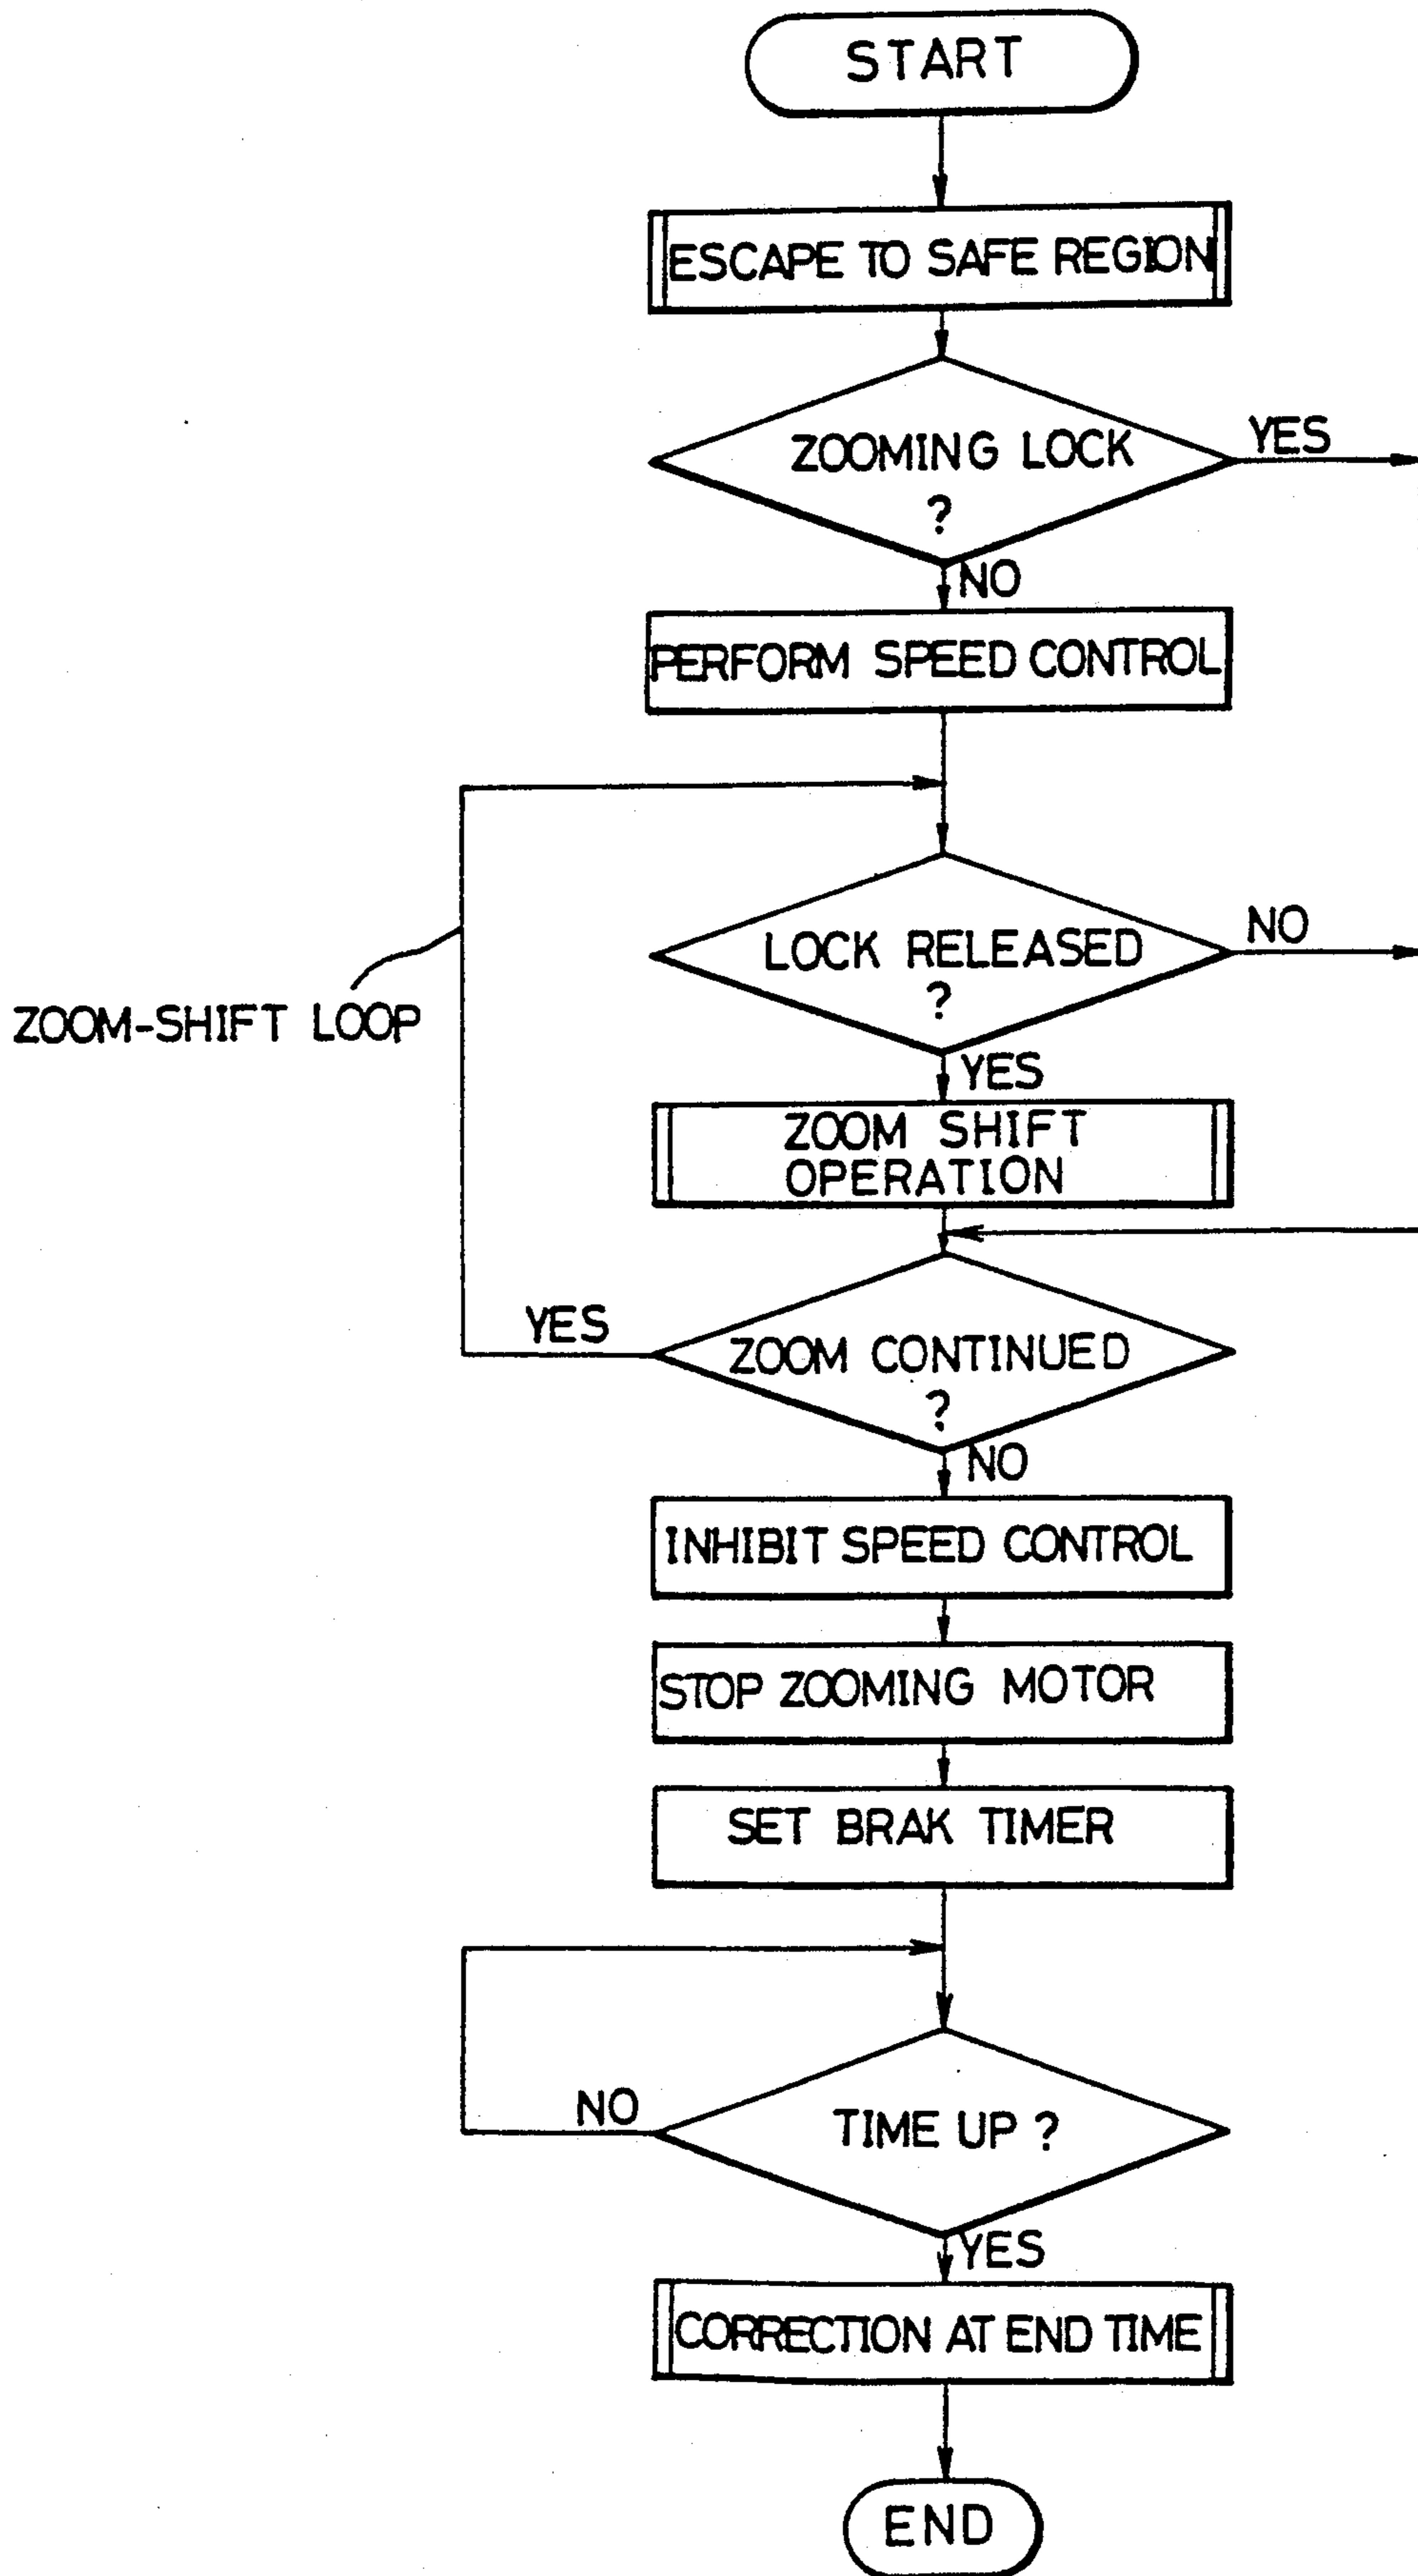 START
ESCAPE TO SAFE REGION
ZOOMING LOCK
?
YES
NO
PERFORM SPEED CONTROL
LOCK RELEASED
?
NO
ZOOM-SHIFT LOOP
YES
ZOOM SHIFT
OPERATION
YES
ZOOM CONTINUED
?
NO
INHIBIT SPEED CONTROL
STOP ZOOMING MOTOR
SET BRAK TIMER
NO
TIME UP ?
YES
CORRECTION AT END TIME
END